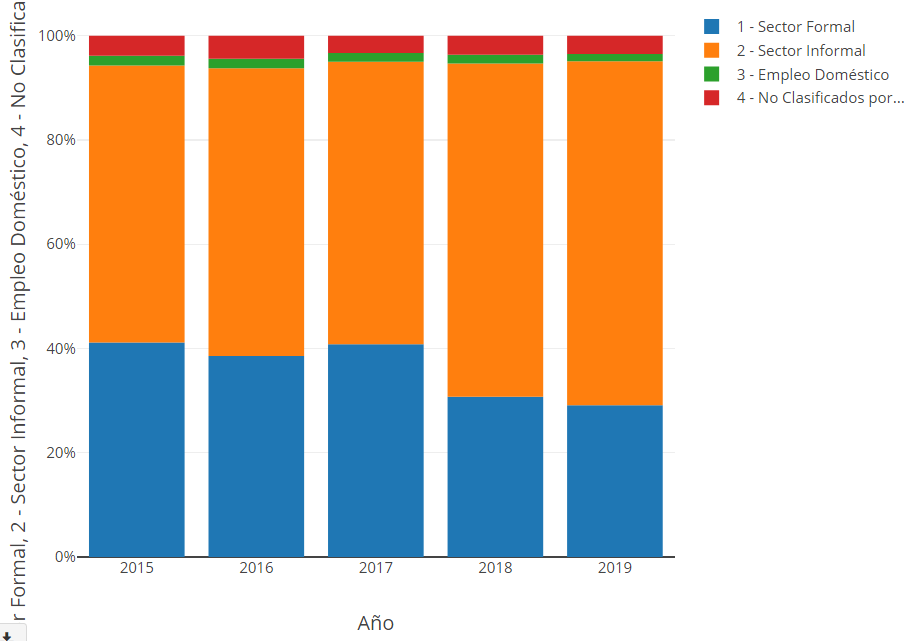 r Formal, 2 - Sector Informal, 3 - Empleo Doméstico, 4 - No Clasifica
100%
80%
60%
40%
20%
0%
2015 2016 2017 2018 2019
Año
1 - Sector Formal
2 - Sector Informal
3 - Empleo Doméstico
4 - No Clasificados por...